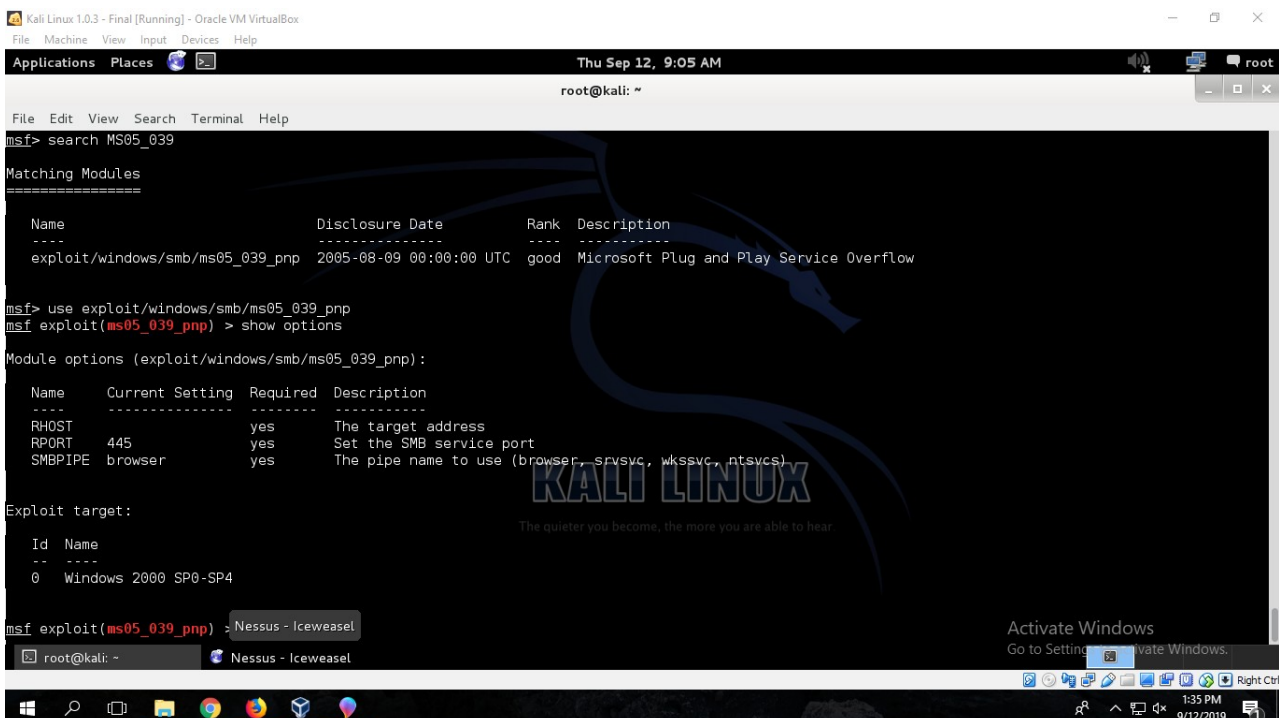 Kali Linux 1.0.3 - Final [Running] - Oracle VM VirtualBox
File Machine View Input Devices Help
Applications Places Thu Sep 12, 9:05 AM root
root@kali: ~
File Edit View Search Terminal Help
msf> search MS05_039
Matching Modules
================
Name Disclosure Date Rank Description
---- --------------- ---- -----------
exploit/windows/smb/ms05_039_pnp 2005-08-09 00:00:00 UTC good Microsoft Plug and Play Service Overflow
msf> use exploit/windows/smb/ms05_039_pnp
msf exploit(ms05_039_pnp) > show options
Module options (exploit/windows/smb/ms05_039_pnp):
Name Current Setting Required Description
---- --------------- -------- -----------
RHOST yes The target address
RPORT 445 yes Set the SMB service port
SMBPIPE browser yes The pipe name to use (browser, srvsvc, wkssvc, ntsvcs)
KALI LINUX
The quieter you become, the more you are able to hear.
Exploit target:
Id Name
-- ----
0 Windows 2000 SP0-SP4
msf exploit(ms05_039_pnp) >
Nessus - Iceweasel
Activate Windows
Go to Settings to activate Windows.
root@kali: ~ Nessus - Iceweasel
Right Ctrl
1:35 PM
9/12/2019